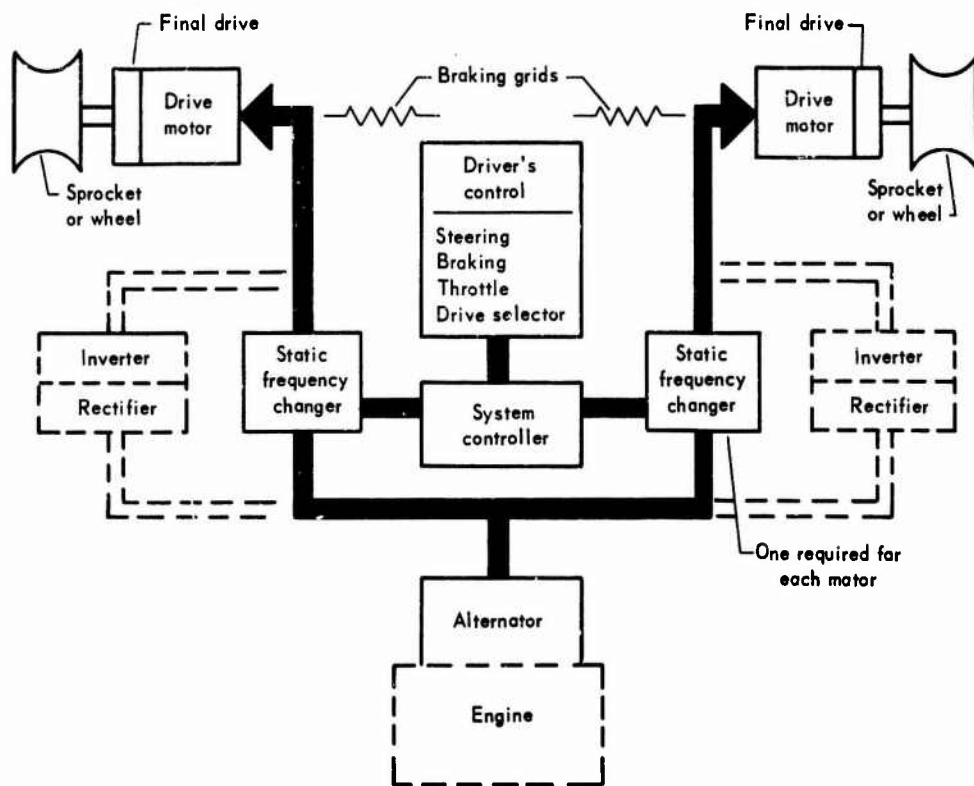 Final drive
Final drive
Braking grids
Drive
motor
Drive
motor
Sprocket
or wheel
Sprocket
or wheel
Driver's
control
Steering
Braking
Throttle
Drive selector
Inverter
Rectifier
Static
frequency
changer
System
controller
Static
frequency
changer
Inverter
Rectifier
One required far
each mator
Alternator
Engine